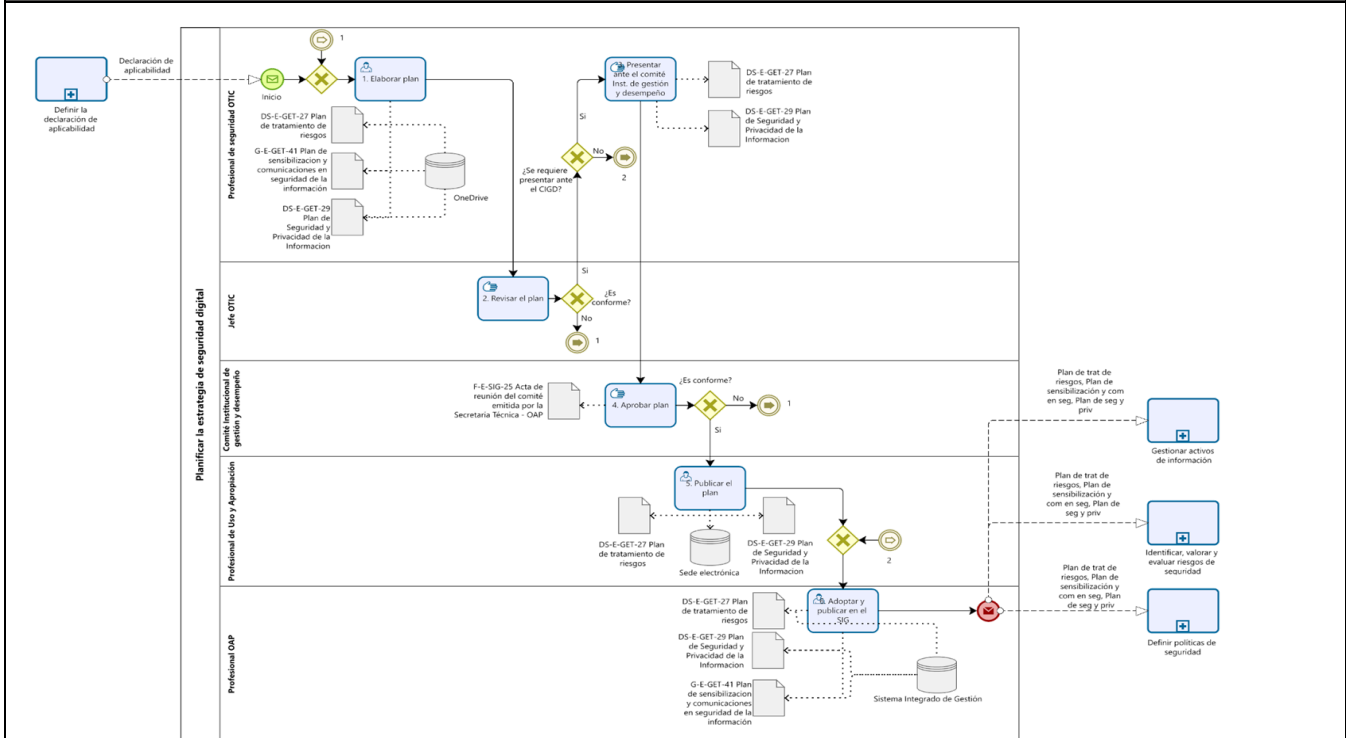 Planificar la estrategia de seguridad digital
Definir la
declaración de
aplicabilidad
Declaración de
aplicabilidad
Profesional de seguridad OTIC
Inicio
1
1. Elaborar plan
DS-E-GET-27 Plan
de tratamiento de
riesgos
G-E-GET-41 Plan de
sensibilizacion y
comunicaciones en
seguridad de la
información
DS-E-GET-29
Plan de
Seguridad y
Privacidad de la
Informacion
OneDrive
¿Se requiere
presentar ante
el CIGD?
Si
No
2
Presentar
ante el comité
Inst. de gestión
y desempeño
DS-E-GET-27 Plan
de tratamiento de
riesgos
DS-E-GET-29 Plan
de Seguridad y
Privacidad de la
Informacion
Jefe OTIC
2. Revisar el plan
Si
¿Es
conforme?
No
1
Comité Institucional de
gestión y desempeño
F-E-SIG-25 Acta de
reunión del comité
emitida por la
Secretaria Técnica - OAP
4. Aprobar plan
¿Es conforme?
No
1
Si
Profesional de Uso y Apropiación
5. Publicar el
plan
DS-E-GET-27 Plan
de tratamiento de
riesgos
Sede electrónica
DS-E-GET-29 Plan
de Seguridad y
Privacidad de la
Informacion
2
Profesional OAP
Adoptar y
publicar en el
SIG
DS-E-GET-27 Plan
de tratamiento de
riesgos
DS-E-GET-29 Plan
de Seguridad y
Privacidad de la
Informacion
G-E-GET-41 Plan
de sensibilizacion
y comunicaciones
en seguridad de la
información
Sistema Integrado de Gestión
Plan de trat de
riesgos, Plan de
sensibilización y com
en seg, Plan de seg y
priv
Gestionar activos
de información
Plan de trat de
riesgos, Plan de
sensibilización y
com en seg, Plan de
seg y priv
Identificar, valorar y
evaluar riesgos de
seguridad
Plan de trat de
riesgos, Plan de
sensibilización y
com en seg, Plan
de seg y priv
Definir políticas de
seguridad